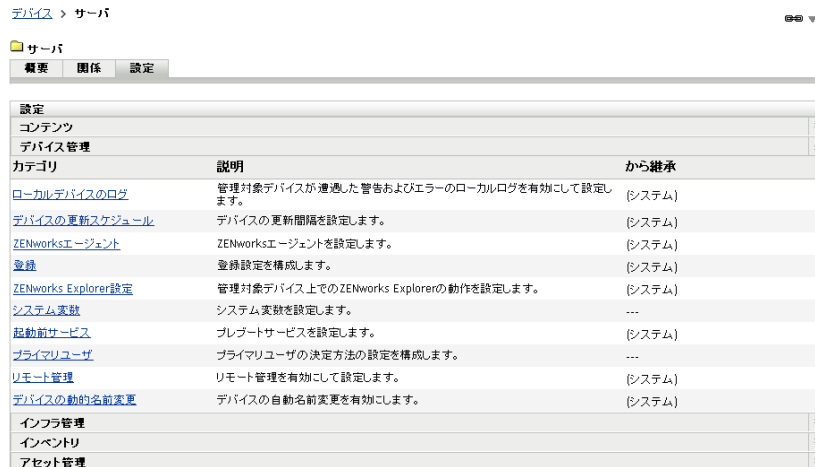 デバイス > サーバ
サーバ
概要 関係 設定
設定
コンテンツ
デバイス管理
カテゴリ 説明 から継承
ローカルデバイスのログ 管理対象デバイスが遭遇した警告およびエラーのローカルログを有効にして設定し (システム)
ます。
デバイスの更新スケジュール デバイスの更新間隔を設定します。 (システム)
ZENworksエージェント ZENworksエージェントを設定します。 (システム)
登録 登録設定を構成します。 (システム)
ZENworks Explorer設定 管理対象デバイス上でのZENworks Explorerの動作を設定します。 (システム)
システム変数 システム変数を設定します。 ---
起動前サービス プレブートサービスを設定します。 (システム)
プライマリユーザ プライマリユーザの決定方法の設定を構成します。 ---
リモート管理 リモート管理を有効にして設定します。 (システム)
デバイスの動的名前変更 デバイスの自動名前変更を有効にします。 (システム)
インフラ管理
インベントリ
アセット管理